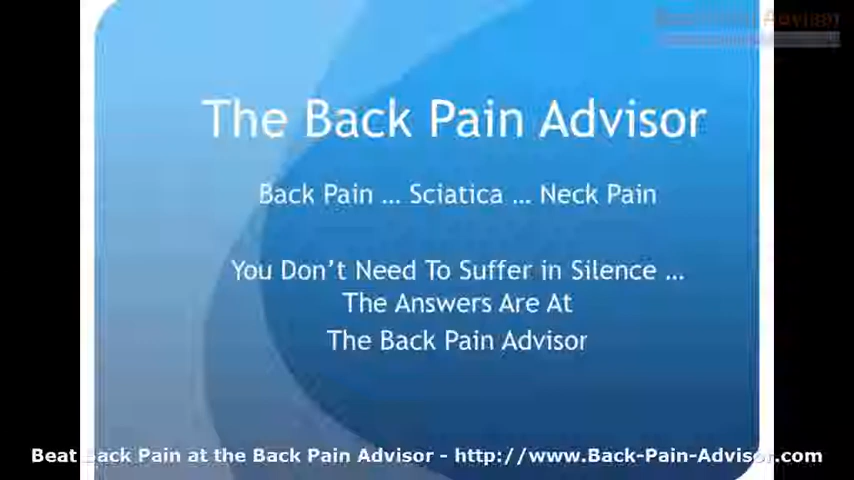 The Back Pain Advisor
Back Pain ... Sciatica ... Neck Pain
You Don't Need To Suffer in Silence ...
The Answers Are At
The Back Pain Advisor
Beat Back Pain at the Back Pain Advisor - http://www.Back-Pain-Advisor.com